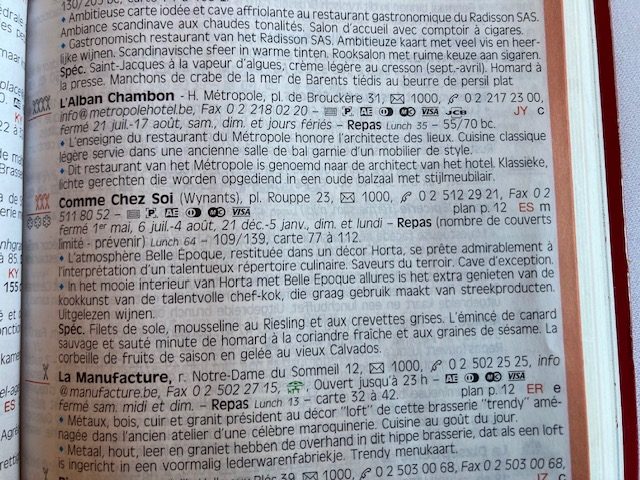 130/205 bc, carte
Ambitieuse carte iodée et cave affriolante au restaurant gastronomique du Radisson SAS.
Ambiance scandinave aux chaudes tonalités. Salon d'accueil avec comptoir à cigares.
Gastronomisch restaurant van het Radisson SAS. Ambitieuze kaart met veel vis en heer-
lijke wijnen. Scandinavische sfeer in warme tinten. Rooksalon met ruime keuze aan sigaren.
Spéc. Saint-Jacques à la vapeur d'algues, crème légère au cresson (sept.-avril). Homard à
la presse. Manchons de crabe de la mer de Barents tiédis au beurre de persil plat
L'Alban Chambon - H. Métropole, pl. de Brouckère 31, 1000, 0 2 217 23 00,
info@metropolehotel.be, Fax 0 2 218 02 20 – P. AE VISA JCB JY c
fermé 21 juil.-17 août, sam., dim. et jours fériés – Repas Lunch 35 – 55/70 bc.
L'enseigne du restaurant du Métropole honore l'architecte des lieux. Cuisine classique
légère servie dans une ancienne salle de bal garnie d'un mobilier de style.
Dit restaurant van het Métropole is genoemd naar de architect van het hotel. Klassieke,
lichte gerechten die worden opgediend in een oude balzaal met stijlmeubilair.
Comme Chez Soi (Wynants), pl. Rouppe 23, 1000, 0 2 512 29 21, Fax 0 2
511 80 52 – P. AE VISA plan p. 12 ES m
fermé 1er mai, 6 juil.-4 août, 21 déc.-5 janv., dim. et lundi – Repas (nombre de couverts
limité - prévenir) Lunch 64 – 109/139, carte 77 à 112.
L'atmosphère Belle Époque, restituée dans un décor Horta, se prête admirablement à
l'interprétation d'un talentueux répertoire culinaire. Saveurs du terroir. Cave d'exception.
In het mooie interieur van Horta met Belle Epoque allures is het extra genieten van de
kookkunst van de talentvolle chef-kok, die graag gebruik maakt van streekproducten.
Uitgelezen wijnen.
Spéc. Filets de sole, mousseline au Riesling et aux crevettes grises. L'émincé de canard
sauvage et sauté minute de homard à la coriandre fraîche et aux graines de sésame. La
corbeille de fruits de saison en gelée au vieux Calvados.
La Manufacture, r. Notre-Dame du Sommeil 12, 1000, 0 2 502 25 25, info
@manufacture.be, Fax 0 2 502 27 15, Ouvert jusqu'à 23 h – AE VISA.
fermé sam. midi et dim. – Repas Lunch 13 – carte 32 à 42. plan p. 12 ER e
Métaux, bois, cuir et granit président au décor "loft" de cette brasserie "trendy" amé-
nagée dans l'ancien atelier d'une célèbre maroquinerie. Cuisine au goût du jour.
Metaal, hout, leer en graniet hebben de overhand in dit hippe brasserie, dat als een loft
is ingericht in een voormalig lederwarenfabriekje. Trendy menukaart.
39, 1000, 0 2 503 00 68, Fax 0 2 503 00 68,